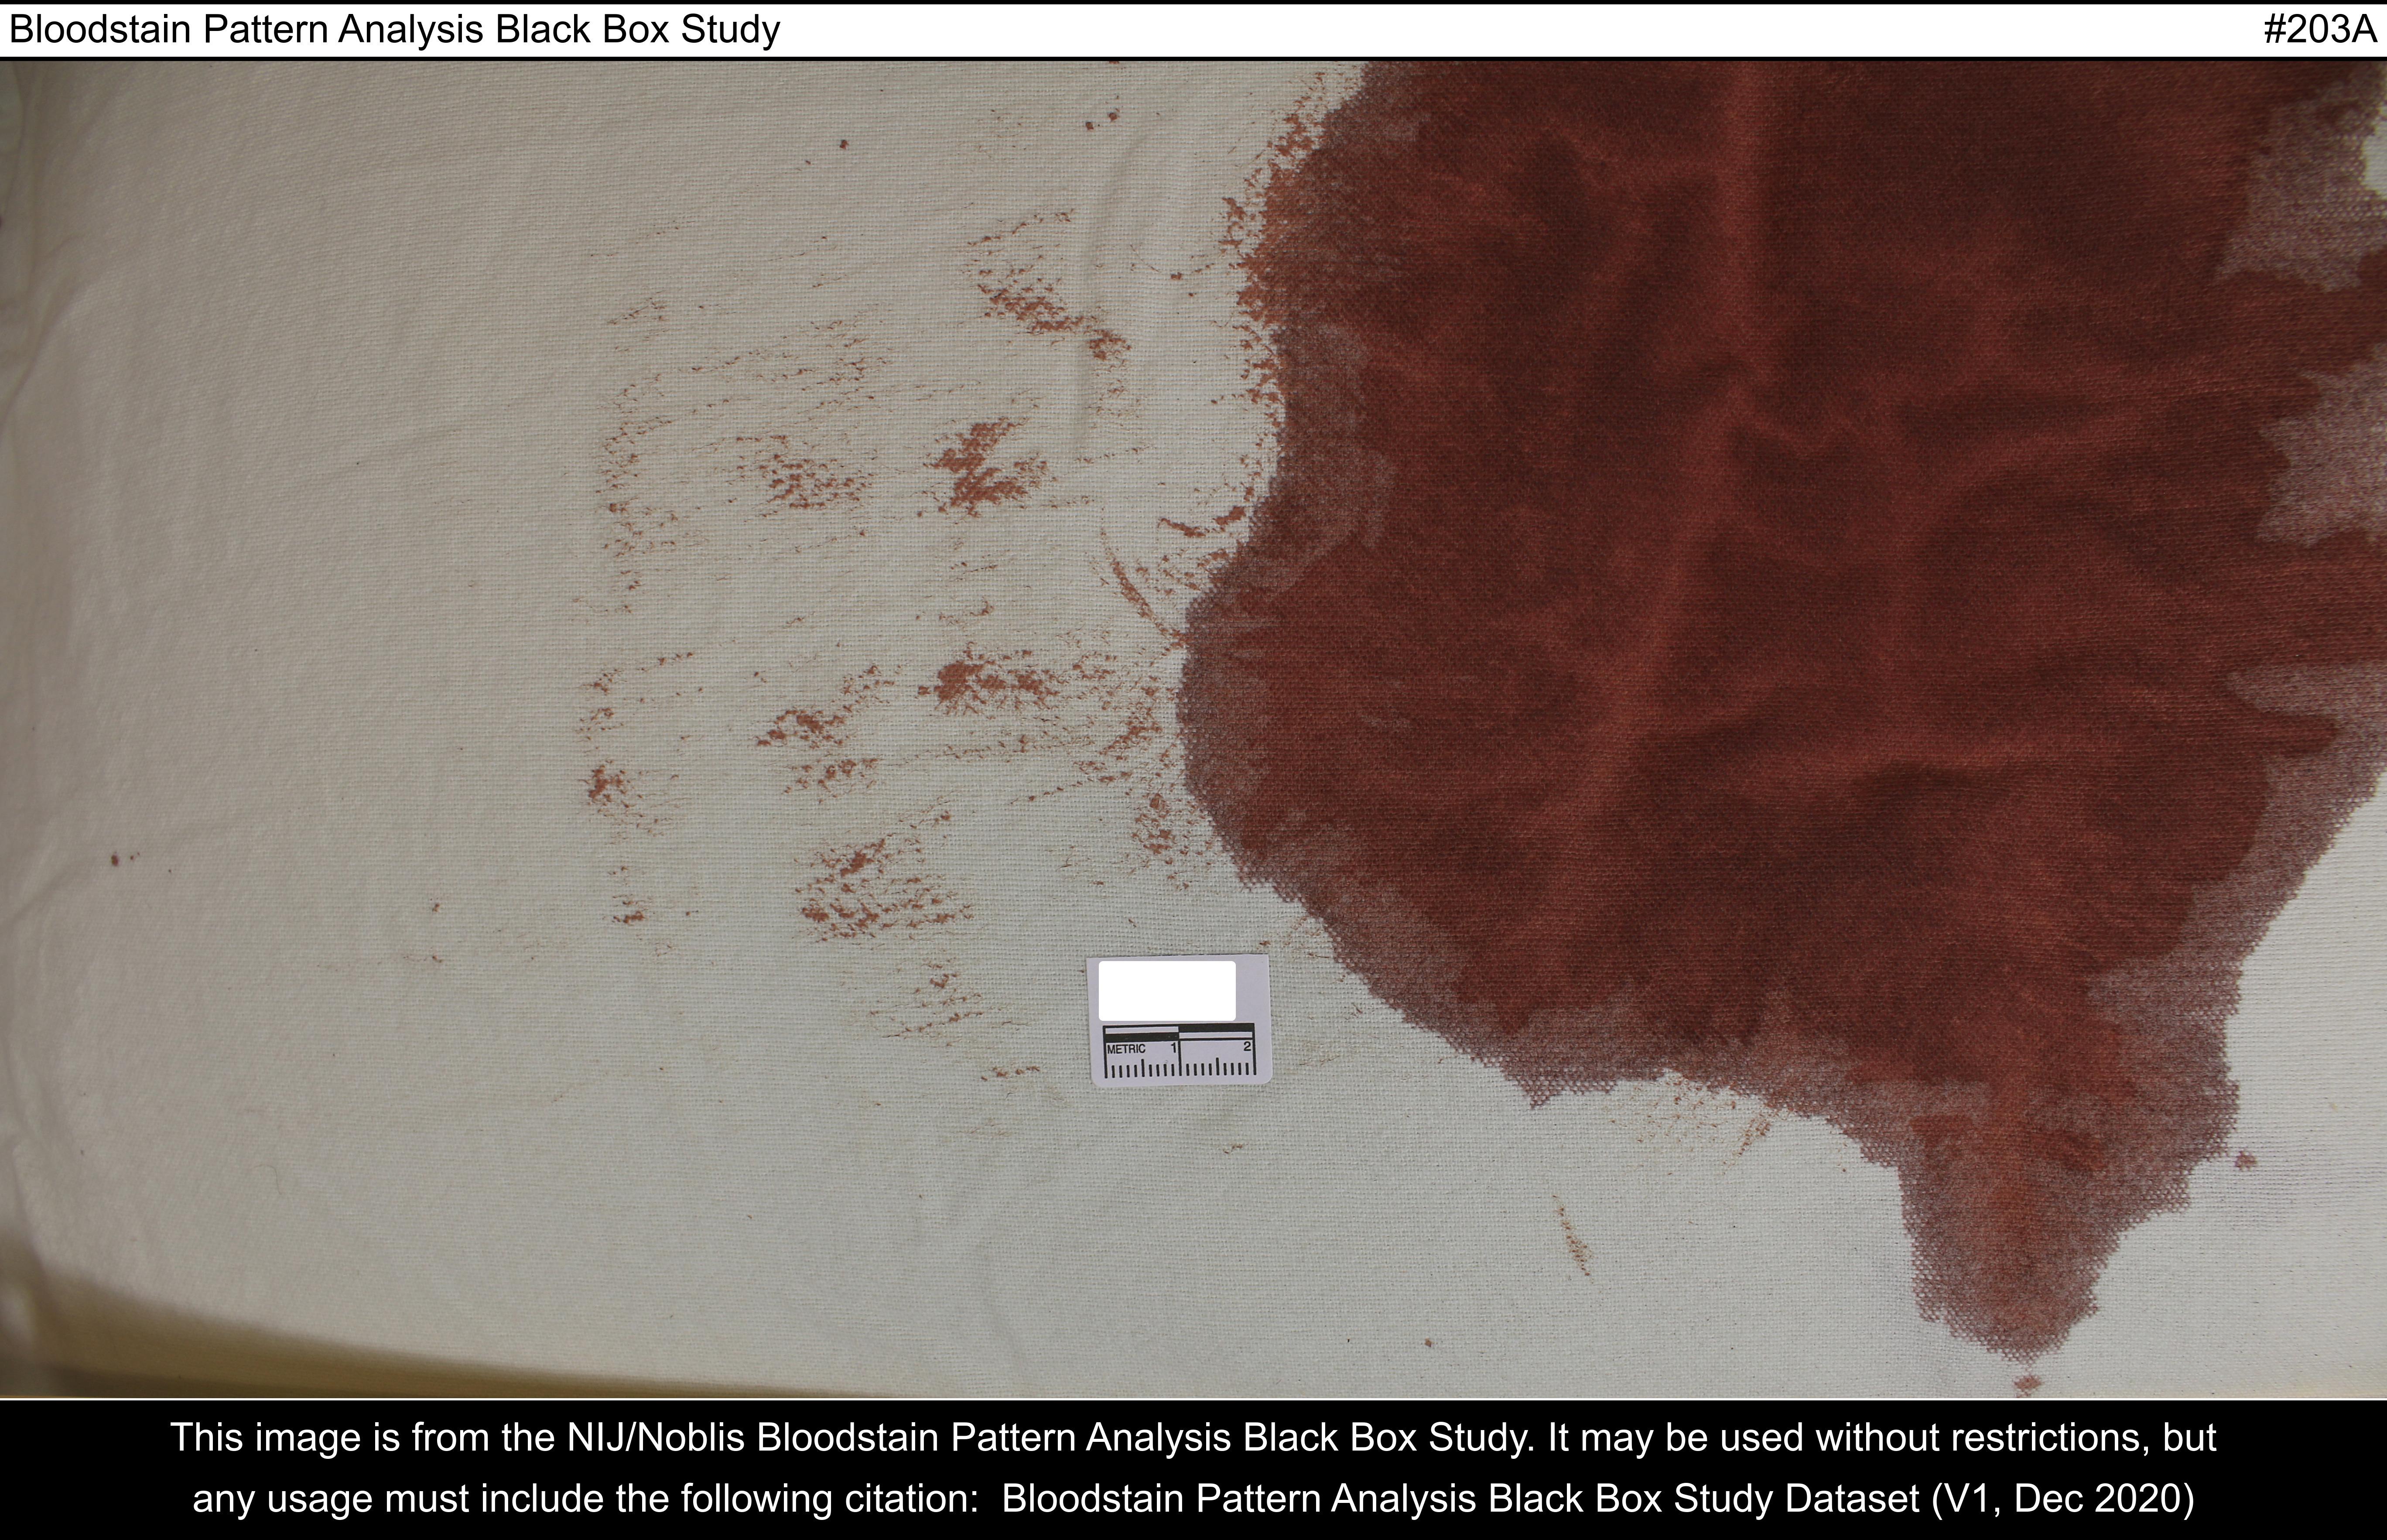 Bloodstain Pattern Analysis Black Box Study #203A
METRIC 1 2
This image is from the NIJ/Noblis Bloodstain Pattern Analysis Black Box Study. It may be used without restrictions, but
any usage must include the following citation: Bloodstain Pattern Analysis Black Box Study Dataset (V1, Dec 2020)